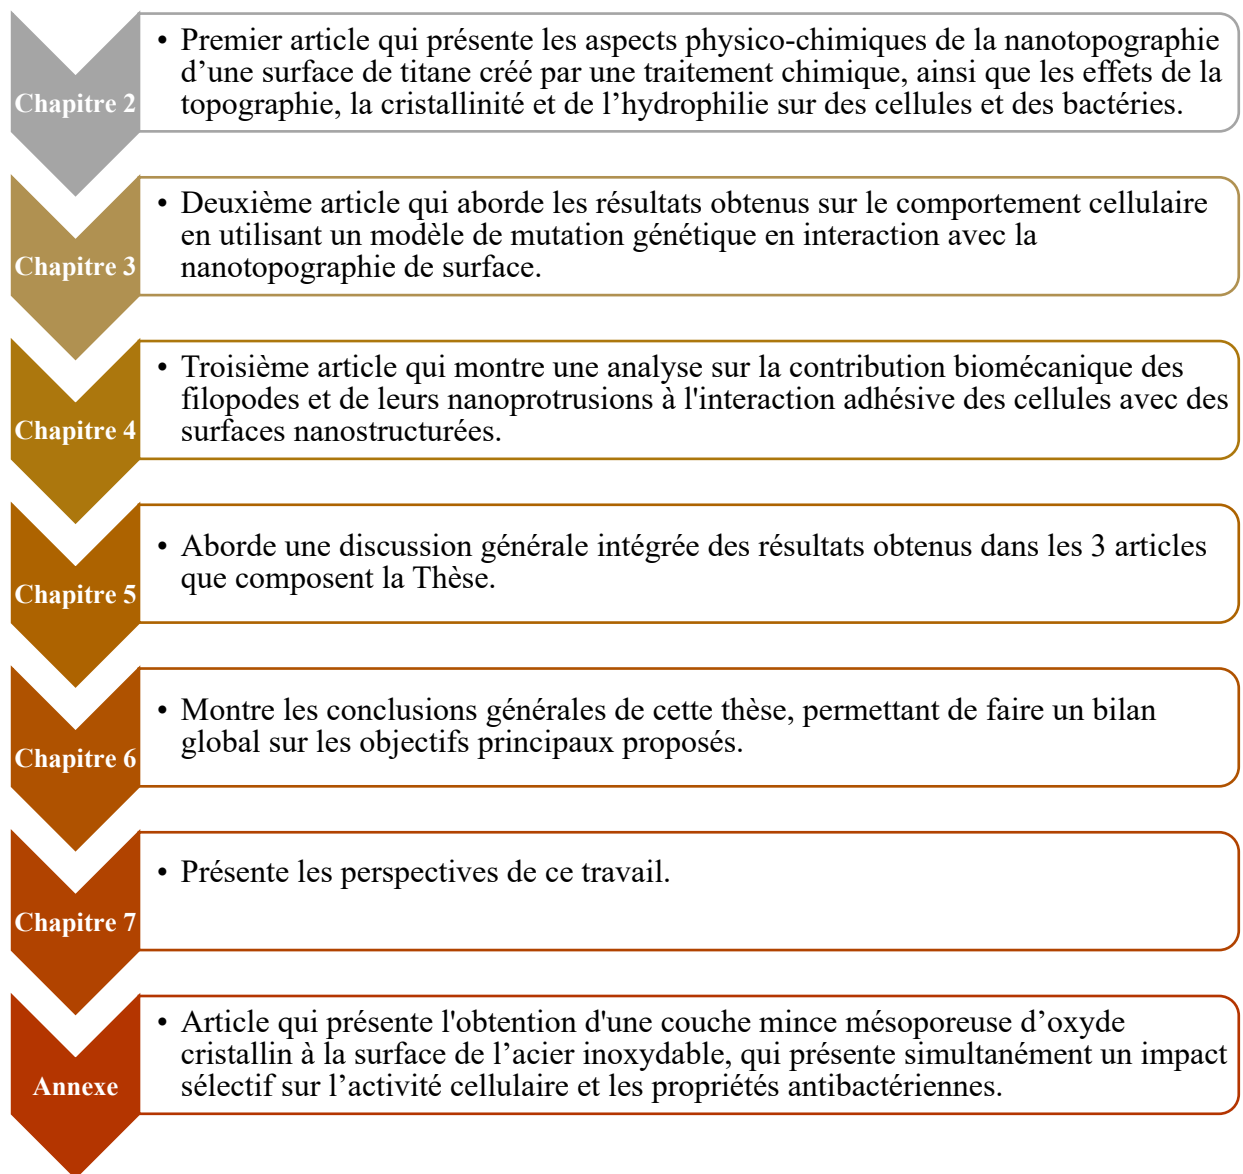 Chapitre 2
• Premier article qui présente les aspects physico-chimiques de la nanotopographie
d’une surface de titane créé par une traitement chimique, ainsi que les effets de la
topographie, la cristallinité et de l’hydrophilie sur des cellules et des bactéries.
Chapitre 3
• Deuxième article qui aborde les résultats obtenus sur le comportement cellulaire
en utilisant un modèle de mutation génétique en interaction avec la
nanotopographie de surface.
Chapitre 4
• Troisième article qui montre une analyse sur la contribution biomécanique des
filopodes et de leurs nanoprotrusions à l'interaction adhésive des cellules avec des
surfaces nanostructurées.
Chapitre 5
• Aborde une discussion générale intégrée des résultats obtenus dans les 3 articles
que composent la Thèse.
Chapitre 6
• Montre les conclusions générales de cette thèse, permettant de faire un bilan
global sur les objectifs principaux proposés.
Chapitre 7
• Présente les perspectives de ce travail.
Annexe
• Article qui présente l'obtention d'une couche mince mésoporeuse d’oxyde
cristallin à la surface de l’acier inoxydable, qui présente simultanément un impact
sélectif sur l’activité cellulaire et les propriétés antibactériennes.